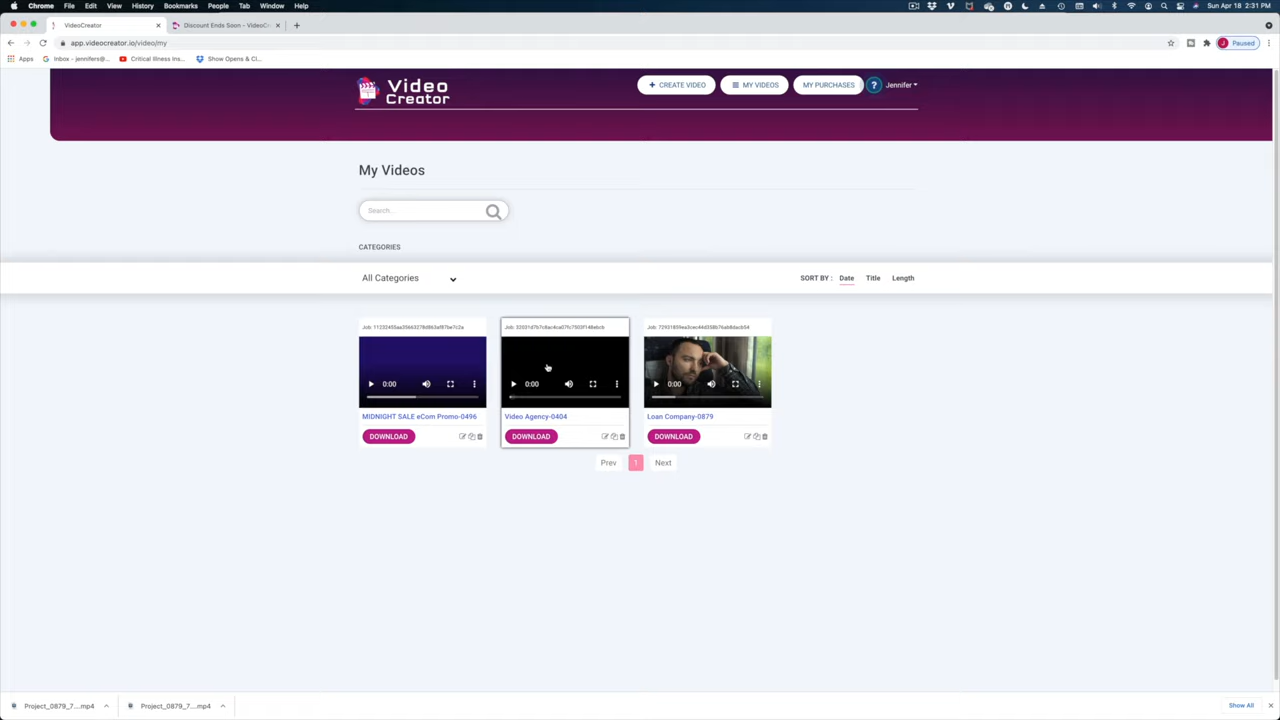 Chrome File Edit View History Bookmarks People Tab Window Help Sun Apr 18 2:31 PM
VideoCreator Discount Ends Soon – VideoC
app.videocreator.io/video/my Paused
Apps Inbox - jennifers@... Critical Illness Ins... Show Opens & Cl...
Video Creator
CREATE VIDEO MY VIDEOS MY PURCHASES ? Jennifer
My Videos
Search...
CATEGORIES
All Categories SORT BY : Date Title Length
Job: Job: Job:
0:00 0:00 0:00
MIDNIGHT SALE eCom Promo-0496 Video Agency-0404 Loan Company-0879
DOWNLOAD DOWNLOAD DOWNLOAD
Prev 1 Next
Project_0879_7....mp4 Project_0879_7....mp4 Show All